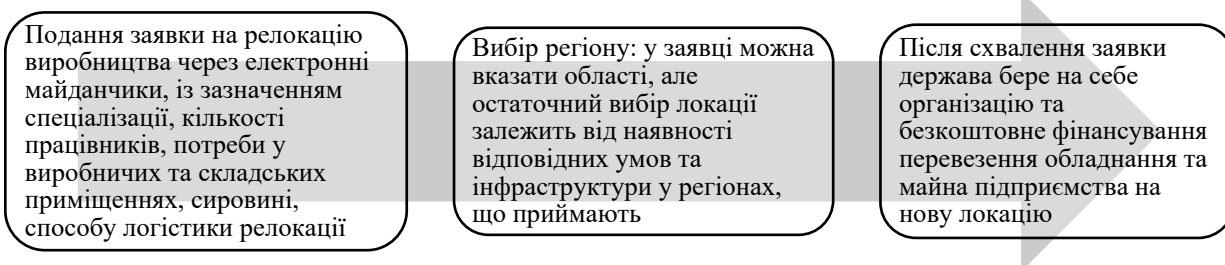 Подання заявки на релокацію
виробництва через електронні
майданчики, із зазначенням
спеціалізації, кількості
працівників, потреби у
виробничих та складських
приміщеннях, сировині,
способу логістики релокації
Вибір регіону: у заявці можна
вказати області, але
остаточний вибір локації
залежить від наявності
відповідних умов та
інфраструктури у регіонах,
що приймають
Після схвалення заявки
держава бере на себе
організацію та
безкоштовне фінансування
перевезення обладнання та
майна підприємства на
нову локацію